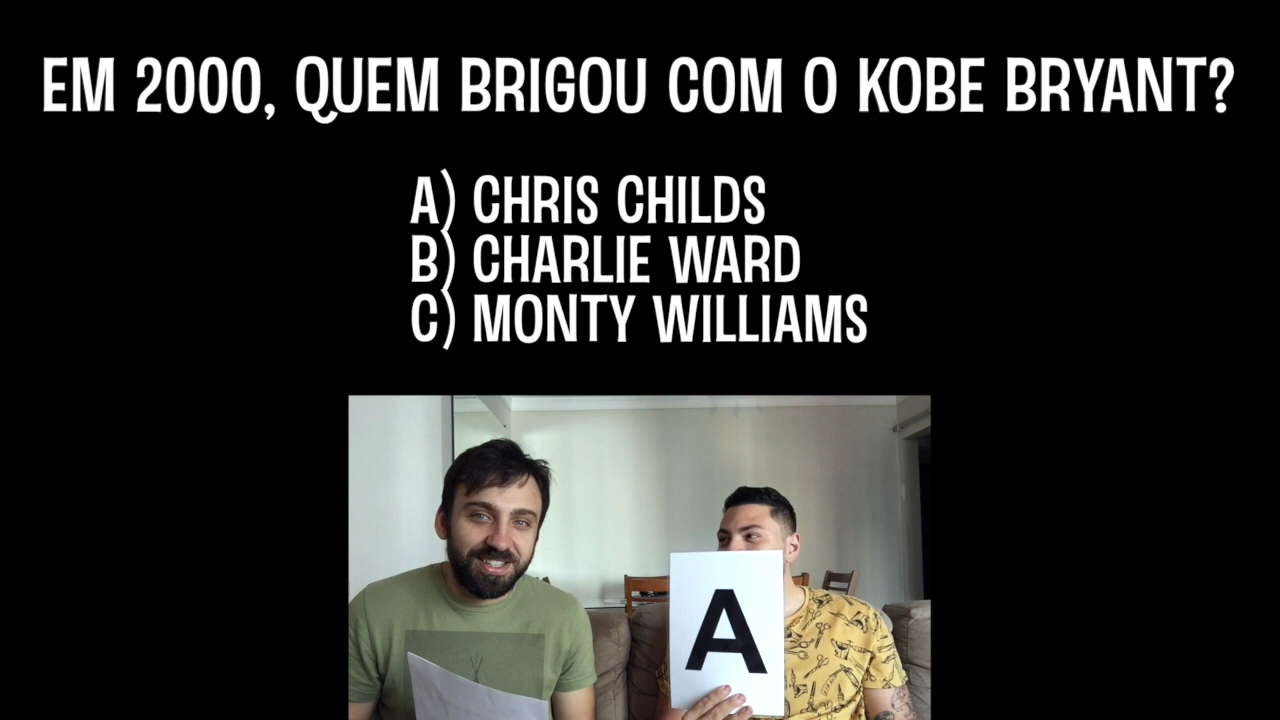 EM 2000, QUEM BRIGOU COM O KOBE BRYANT?
A) CHRIS CHILDS
B) CHARLIE WARD
C) MONTY WILLIAMS
A